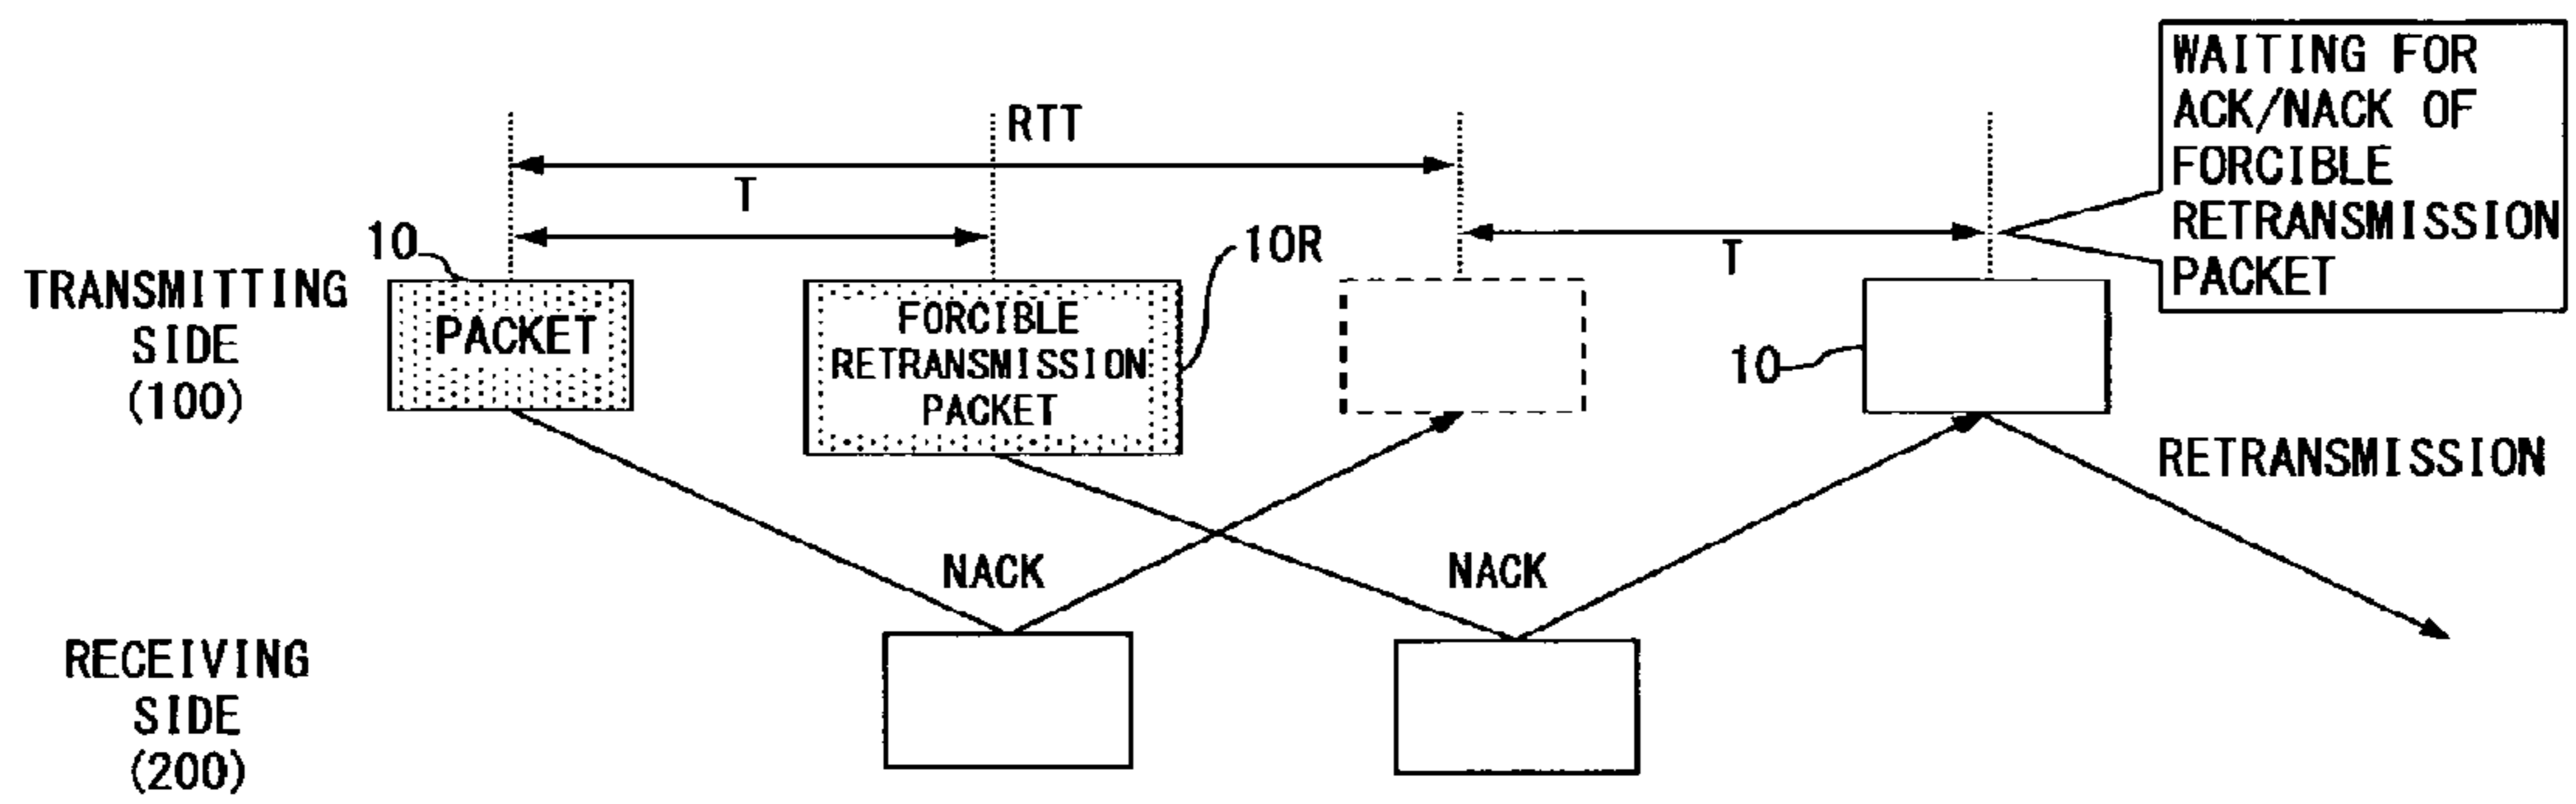 WAITING FOR
ACK/NACK OF
FORCIBLE
RETRANSMISSION
PACKET
RTT
T
10
10R
T
TRANSMITTING
SIDE
(100)
PACKET
FORCIBLE
RETRANSMISSION
PACKET
10
RETRANSMISSION
NACK
NACK
RECEIVING
SIDE
(200)